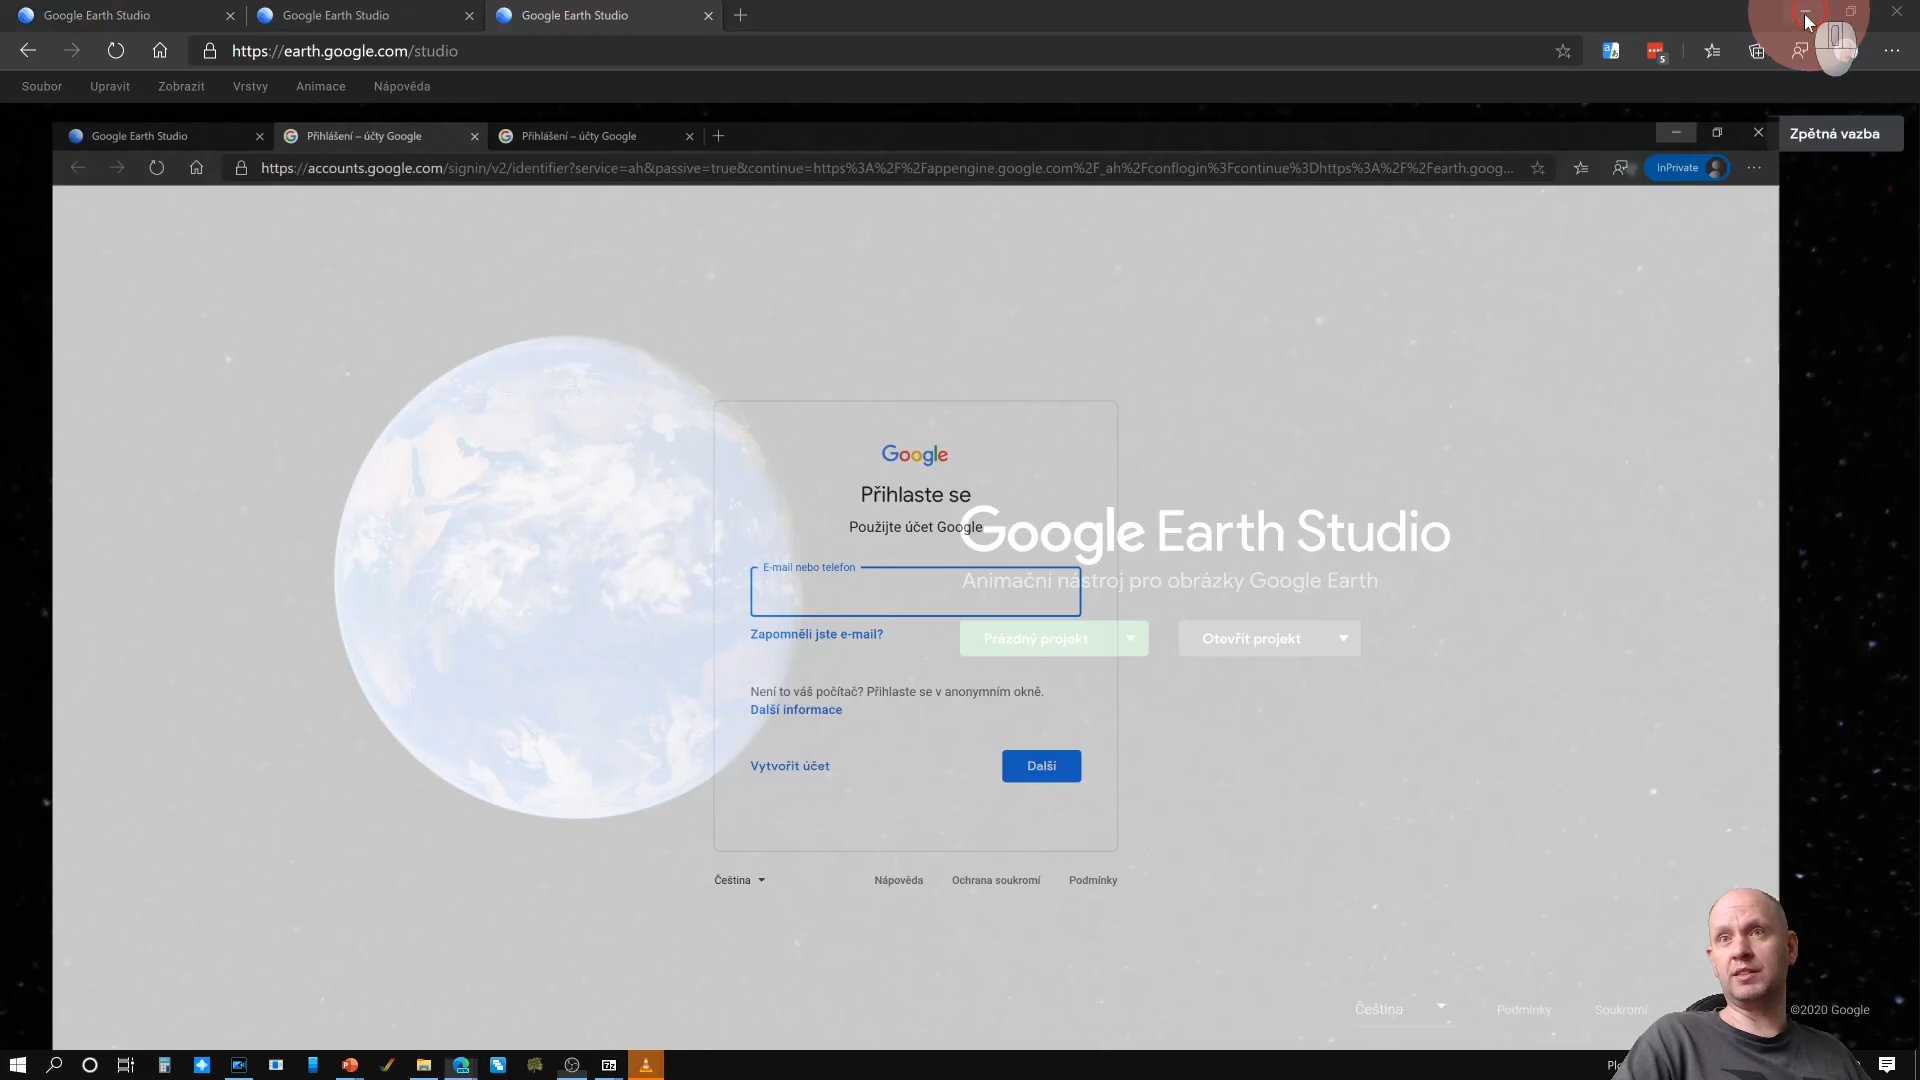 Google Earth Studio
Google Earth Studio
Google Earth Studio
https://earth.google.com/studio
5
Soubor
Upravit
Zobrazit
Vrstvy
Animace
Nápověda
Google Earth Studio
Přihlášení – účty Google
Přihlášení – účty Google
Zpětná vazba
https://accounts.google.com/signin/v2/identifier?service=ah&passive=true&continue=https%3A%2F%2Fappengine.google.com%2F_ah%2Fconflogin%3Fcontinue%3Dhttps%3A%2F%2Fearth.goog...
InPrivate
Google
Přihlaste se
Použijte účet Google
Google Earth Studio
E-mail nebo telefon
Animační nástroj pro obrázky Google Earth
Zapomněli jste e-mail?
Prázdný projekt
Otevřít projekt
Není to váš počítač? Přihlaste se v anonymním okně.
Další informace
Vytvořit účet
Další
Čeština
Nápověda
Ochrana soukromí
Podmínky
Čeština
Podmínky
Soukromí
©2020 Google
7z